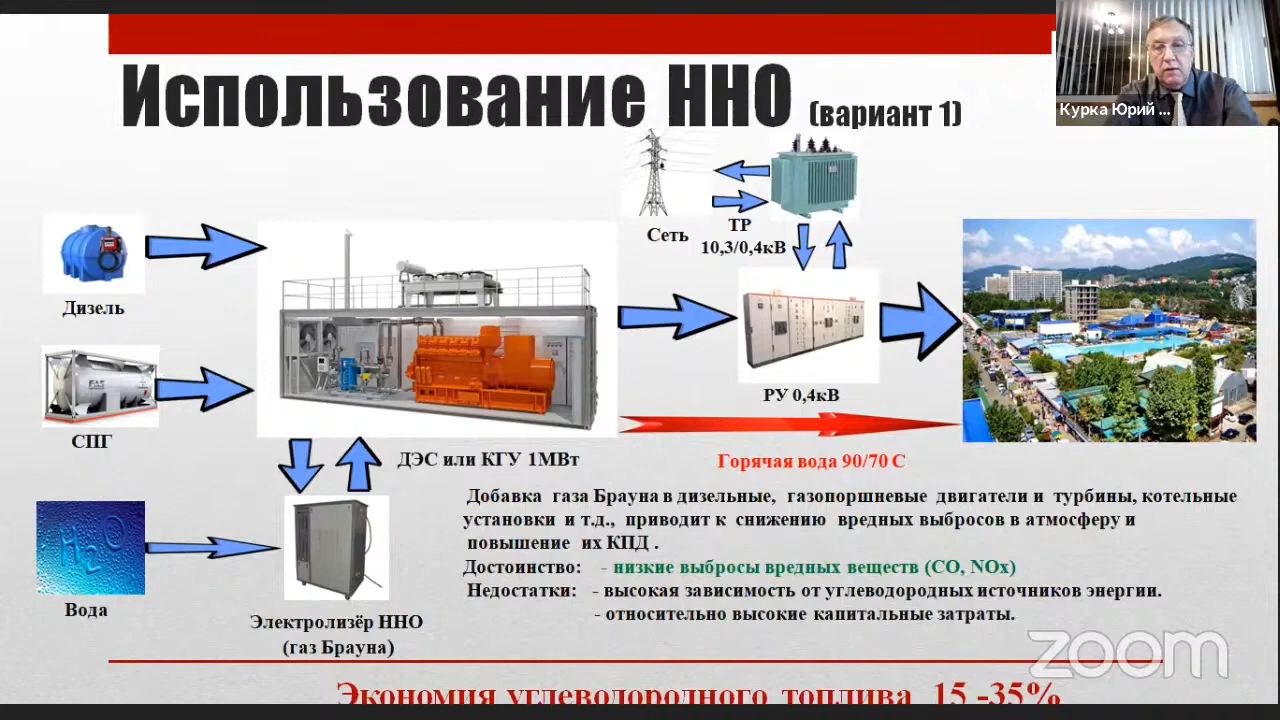 Использование ННО (вариант 1)
Курка Юрий ...
Сеть
ТР
10,3/0,4кВ
Дизель
РУ 0,4кВ
СПГ
ДЭС или КГУ 1МВт
Горячая вода 90/70 С
H2O
Вода
Электролизёр ННО
(газ Брауна)
Добавка газа Брауна в дизельные, газопоршневые двигатели и турбины, котельные
установки и т.д., приводит к снижению вредных выбросов в атмосферу и
повышение их КПД .
Достоинство: - низкие выбросы вредных веществ (CO, NOx)
Недостатки: - высокая зависимость от углеводородных источников энергии.
- относительно высокие капитальные затраты.
zoom
Экономия углеводородного топлива 15 -35%